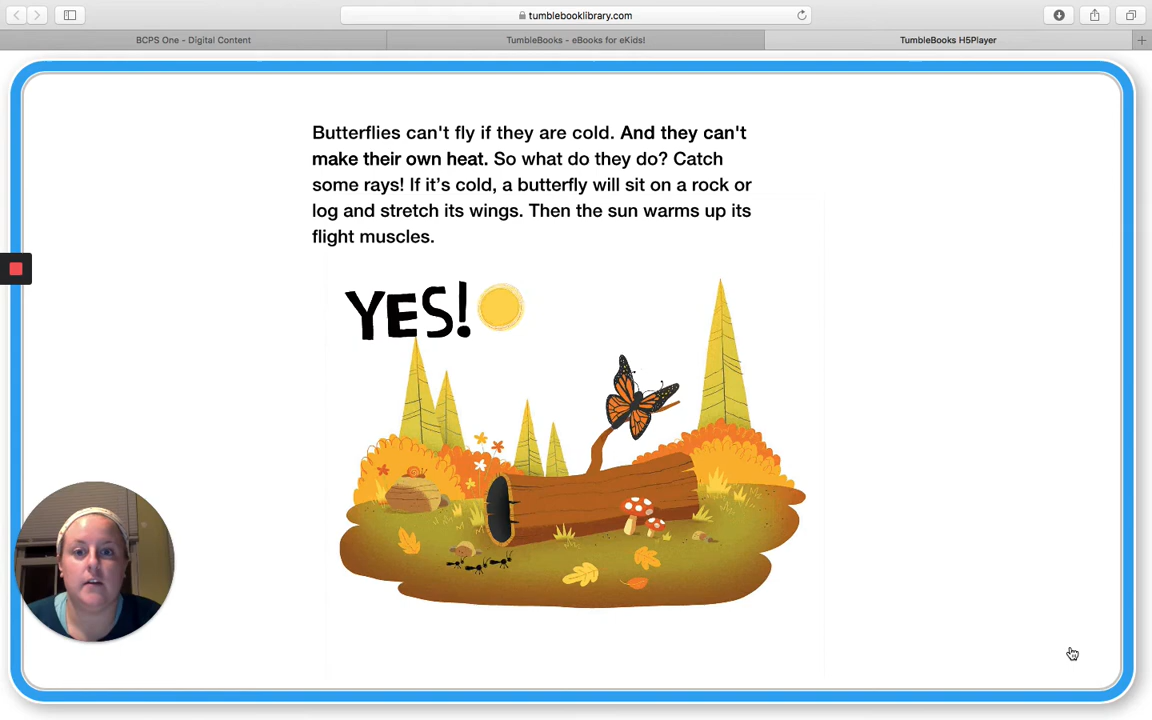 tumblebooklibrary.com
BCPS One - Digital Content
TumbleBooks - eBooks for eKids!
TumbleBooks H5Player
Butterflies can't fly if they are cold. And they can't
make their own heat. So what do they do? Catch
some rays! If it’s cold, a butterfly will sit on a rock or
log and stretch its wings. Then the sun warms up its
flight muscles.
YES!